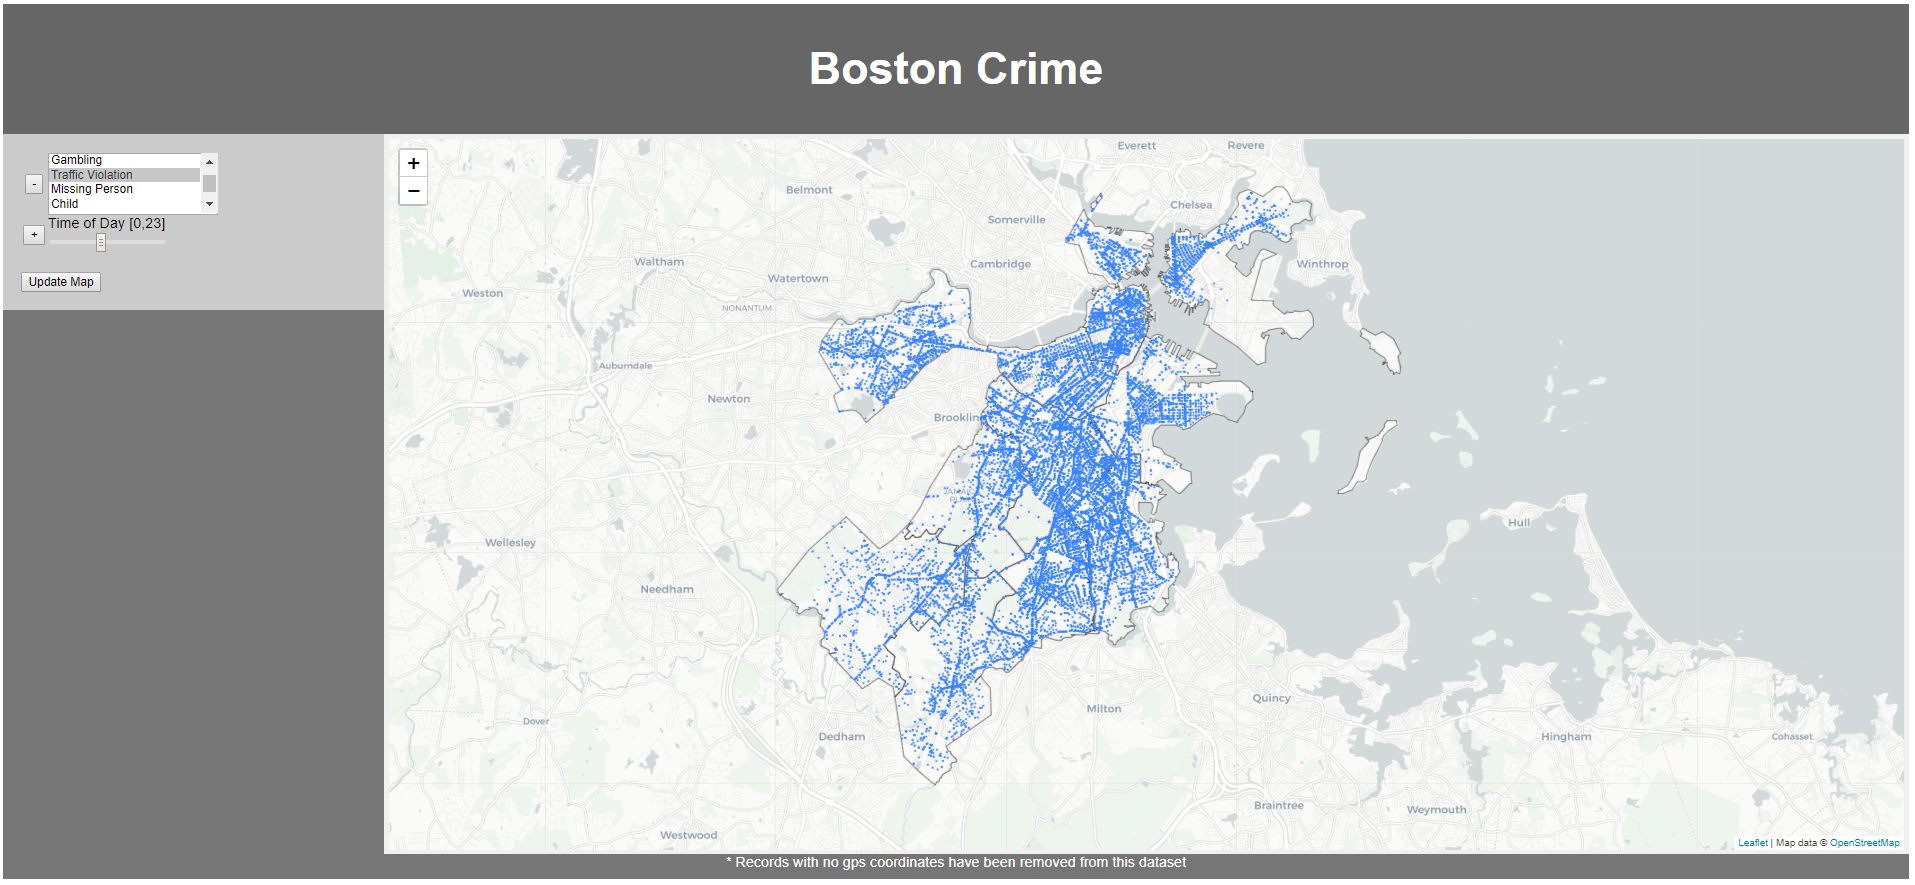 Boston Crime
Gambling
-
Traffic Violation
Missing Person
Child
Time of Day [0,23]
+
Update Map
+
−
Everett
Revere
Belmont
Chelsea
Somerville
Waltham
Cambridge
Winthrop
Watertown
Weston
NONANTUM
Auburndale
Newton
Hull
Wellesley
Needham
Quincy
Milton
Dover
Dedham
Hingham
Cohasset
Braintree
Weymouth
Westwood
Leaflet | Map data © OpenStreetMap
* Records with no gps coordinates have been removed from this dataset